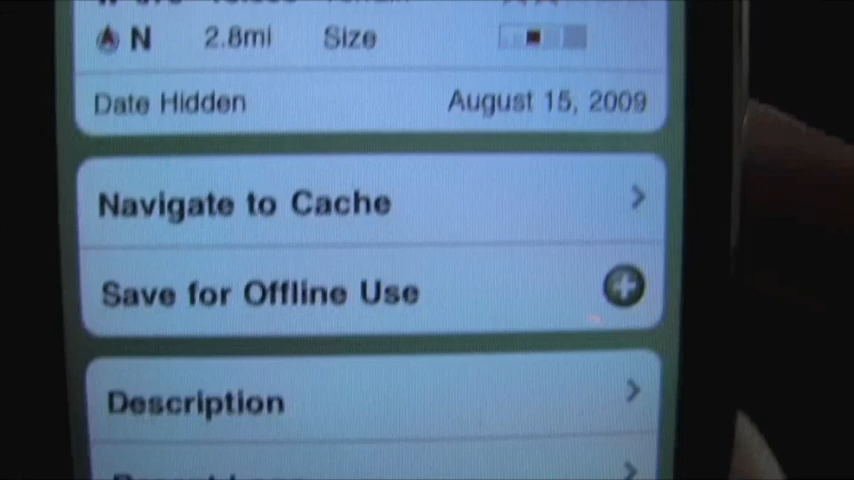 N 2.8mi Size
Date Hidden August 15, 2009
Navigate to Cache
Save for Offline Use
Description